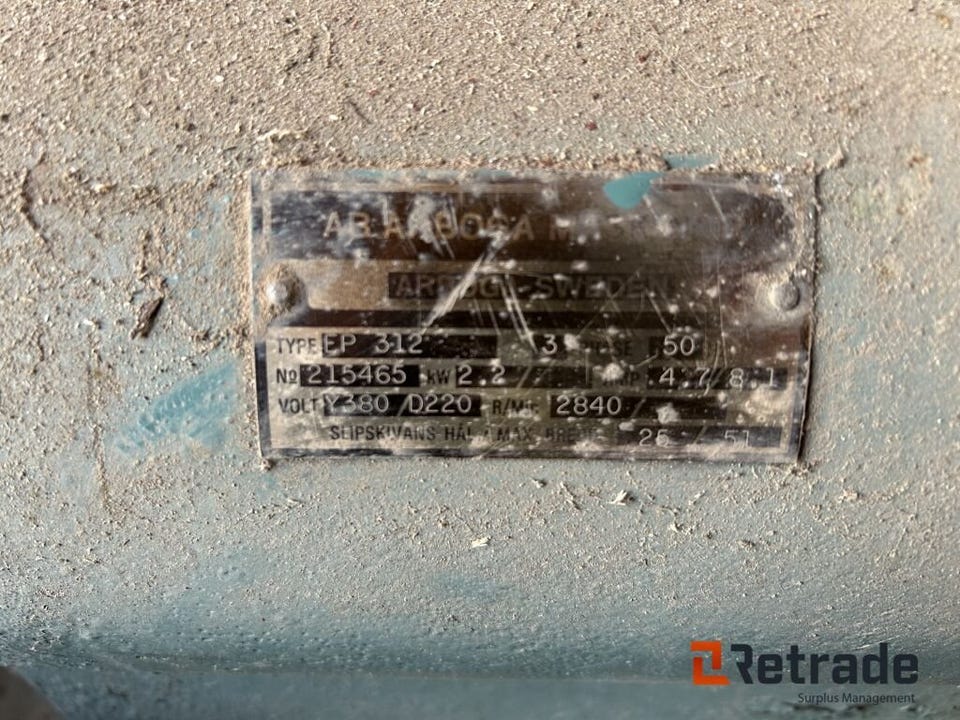 AB ARBOGA
ARBOGA-SWEDEN
TYPE EP 312 3 50
No 215465 KW 2.2 AMP 4.7/8.1
VOLT Y380 D220 R/MIN 2840
SLIPSKIVANS HÅL / MAX. BREDD 25 / 51
Retrade
Surplus Management